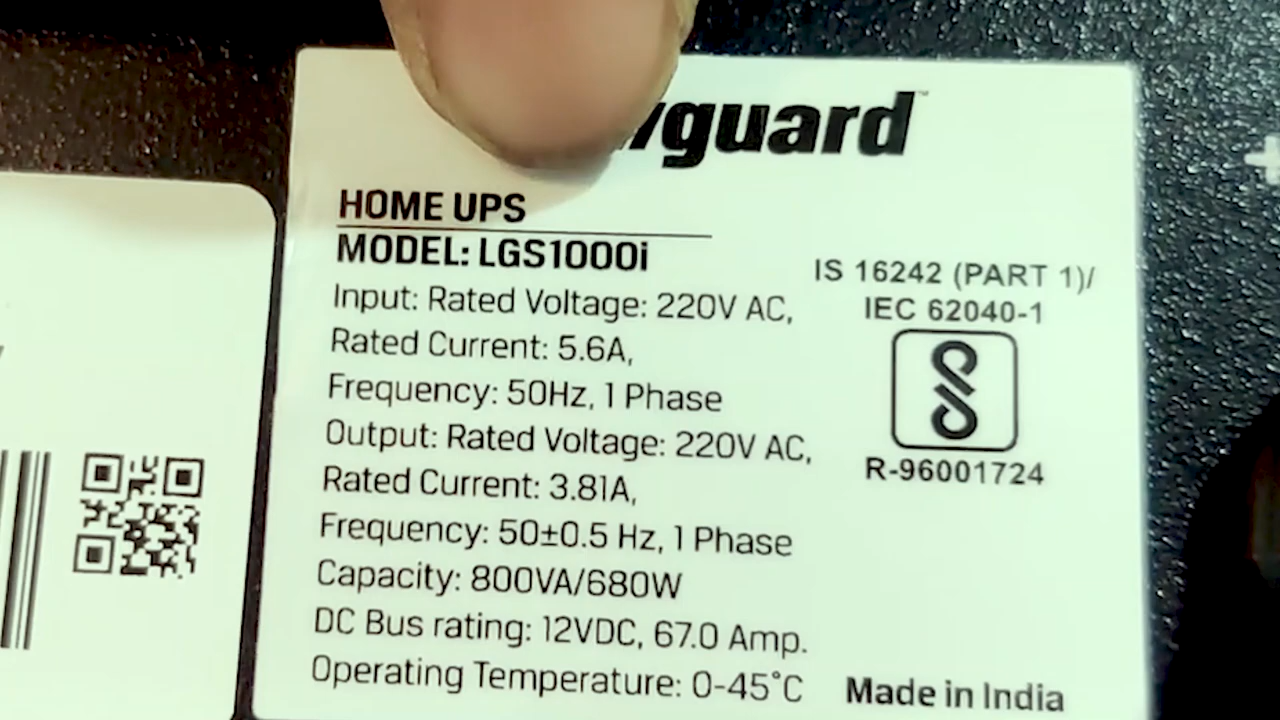 guard™
HOME UPS
MODEL: LGS1000i
Input: Rated Voltage: 220V AC,
Rated Current: 5.6A,
Frequency: 50Hz, 1 Phase
Output: Rated Voltage: 220V AC,
Rated Current: 3.81A,
Frequency: 50±0.5 Hz, 1 Phase
Capacity: 800VA/680W
DC Bus rating: 12VDC, 67.0 Amp.
Operating Temperature: 0-45°C
IS 16242 (PART 1)/
IEC 62040-1
R-96001724
Made in India